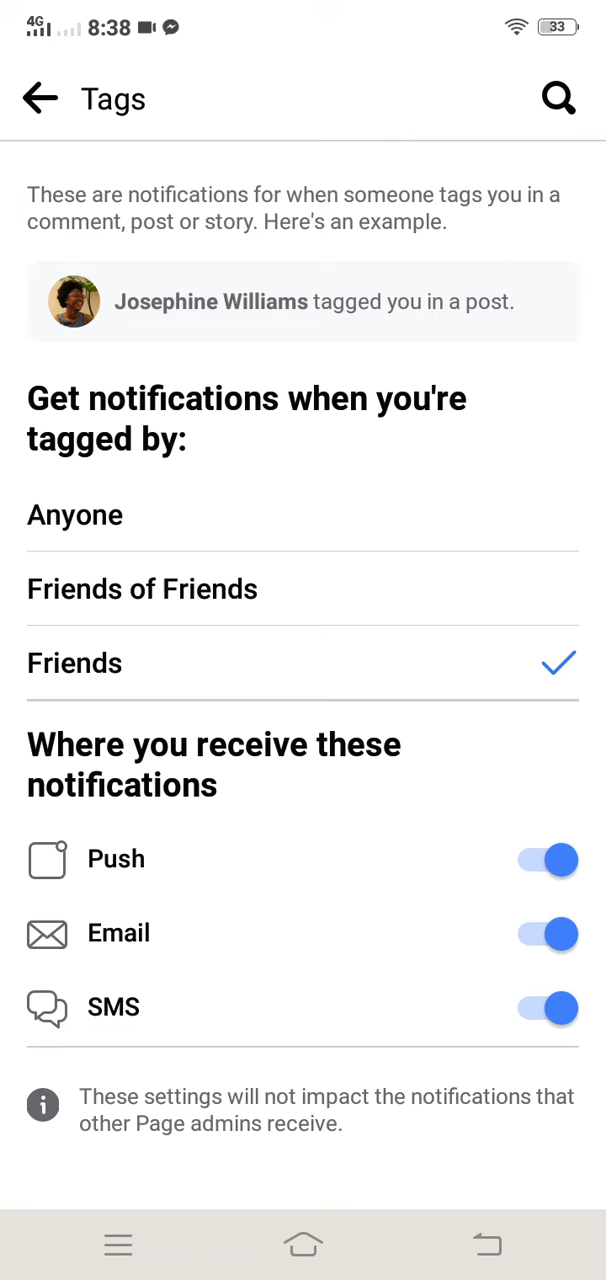 4G 8:38 33
Tags
These are notifications for when someone tags you in a
comment, post or story. Here's an example.
Josephine Williams tagged you in a post.
Get notifications when you're
tagged by:
Anyone
Friends of Friends
Friends
Where you receive these
notifications
Push
Email
SMS
These settings will not impact the notifications that
other Page admins receive.